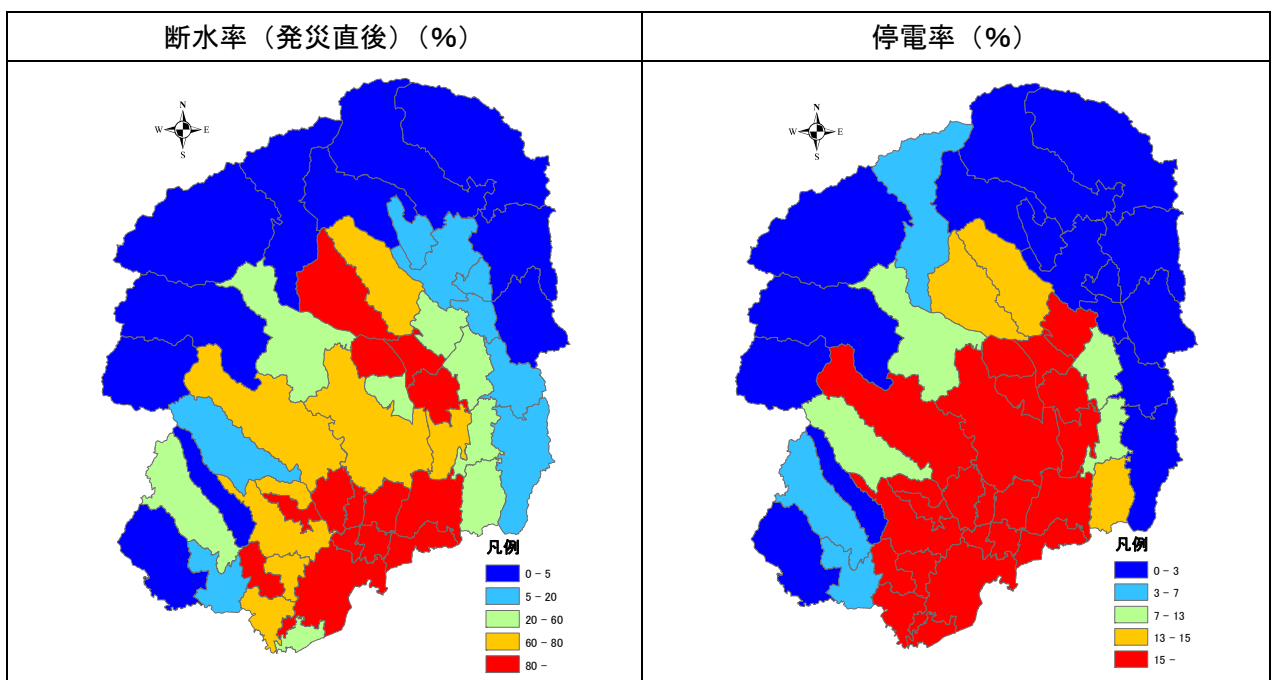 断水率（発災直後）（%）
停電率（%）
N
W E
S
N
W E
S
凡例
0 - 5
5 - 20
20 - 60
60 - 80
80 -
凡例
0 - 3
3 - 7
7 - 13
13 - 15
15 -